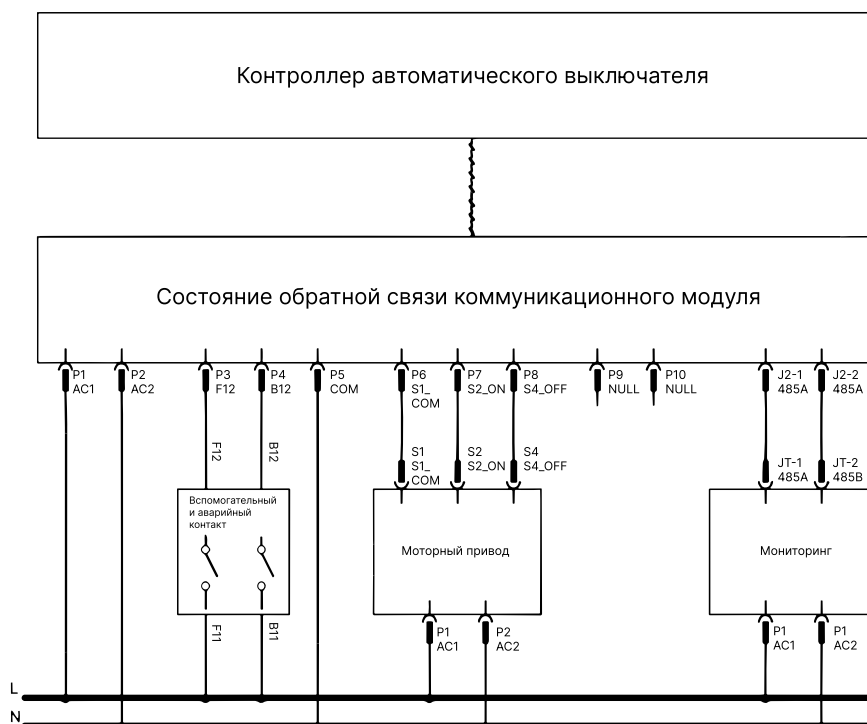 Контроллер автоматического выключателя
Состояние обратной связи коммуникационного модуля
P1
AC1
P2
AC2
P3
F12
P4
B12
P5
COM
P6
S1_
COM
P7
S2_ON
P8
S4_OFF
P9
NULL
P10
NULL
J2-1
485A
J2-2
485A
F12
B12
S1
S1_
COM
S2
S2_ON
S4
S4_OFF
JT-1
485A
JT-2
485B
Вспомогательный
и аварийный
контакт
Моторный привод
Мониторинг
F11
B11
P1
AC1
P2
AC2
P1
AC1
P1
AC2
L
N